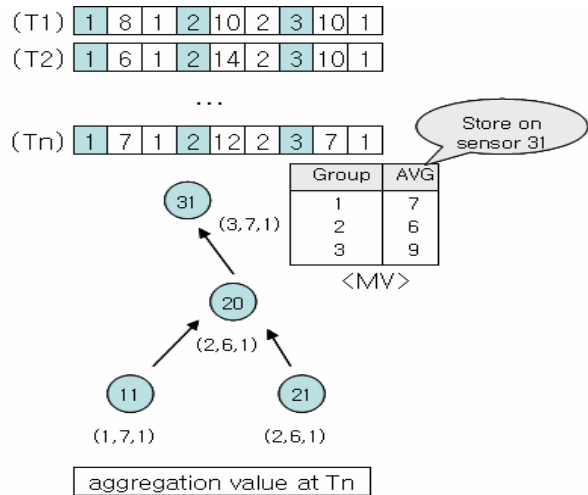 (T1) 1 8 1 2 10 2 3 10 1
(T2) 1 6 1 2 14 2 3 10 1
...
(Tn) 1 7 1 2 12 2 3 7 1
Store on
sensor 31
Group AVG
1 7
2 6
3 9
<MV>
31
(3,7,1)
20
(2,6,1)
11
21
(1,7,1)
(2,6,1)
aggregation value at Tn